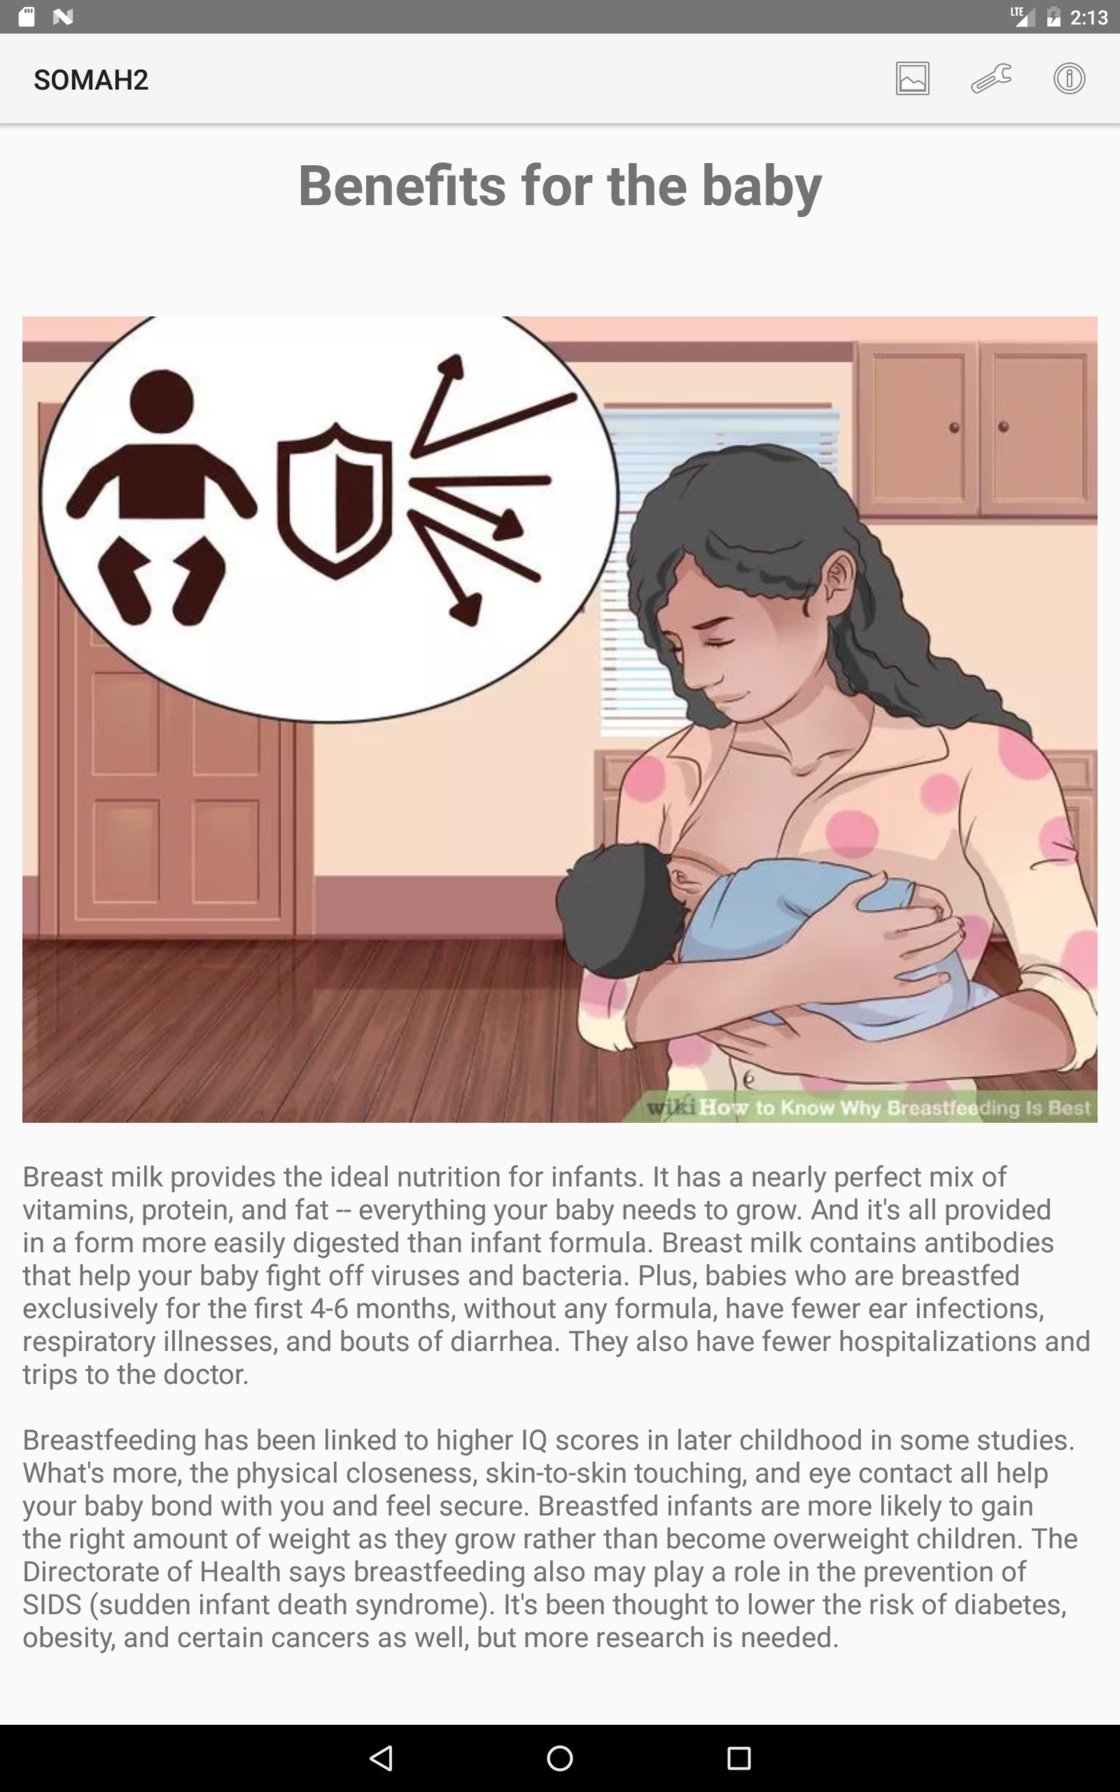 LTE 2:13
SOMAH2
Benefits for the baby
wikiHow to Know Why Breastfeeding Is Best
Breast milk provides the ideal nutrition for infants. It has a nearly perfect mix of
vitamins, protein, and fat -- everything your baby needs to grow. And it's all provided
in a form more easily digested than infant formula. Breast milk contains antibodies
that help your baby fight off viruses and bacteria. Plus, babies who are breastfed
exclusively for the first 4-6 months, without any formula, have fewer ear infections,
respiratory illnesses, and bouts of diarrhea. They also have fewer hospitalizations and
trips to the doctor.
Breastfeeding has been linked to higher IQ scores in later childhood in some studies.
What's more, the physical closeness, skin-to-skin touching, and eye contact all help
your baby bond with you and feel secure. Breastfed infants are more likely to gain
the right amount of weight as they grow rather than become overweight children. The
Directorate of Health says breastfeeding also may play a role in the prevention of
SIDS (sudden infant death syndrome). It's been thought to lower the risk of diabetes,
obesity, and certain cancers as well, but more research is needed.